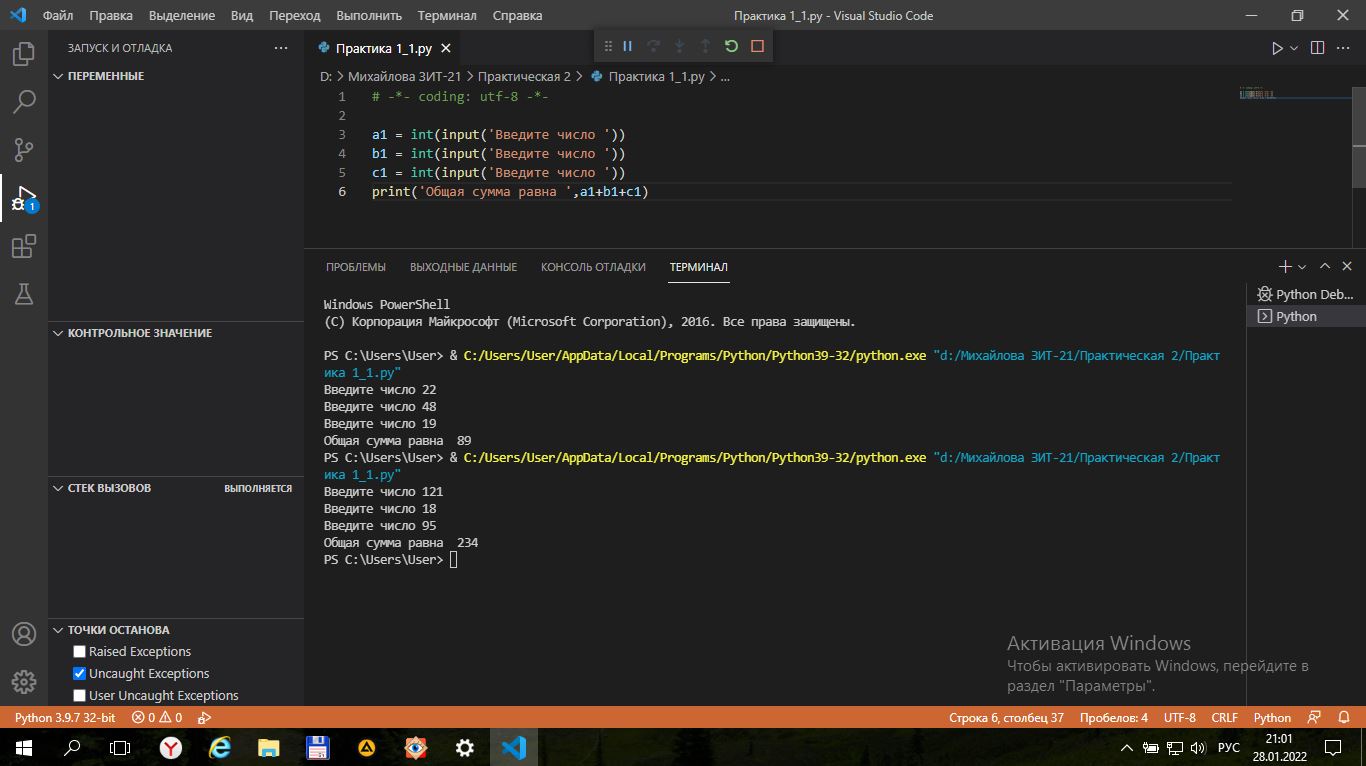 Файл Правка Выделение Вид Переход Выполнить Терминал Справка Практика 1_1.py - Visual Studio Code
ЗАПУСК И ОТЛАДКА ...
ПЕРЕМЕННЫЕ
КОНТРОЛЬНОЕ ЗНАЧЕНИЕ
СТЕК ВЫЗОВОВ ВЫПОЛНЯЕТСЯ
ТОЧКИ ОСТАНОВА
Raised Exceptions
Uncaught Exceptions
User Uncaught Exceptions
1
Практика 1_1.py
D: > Михайлова ЗИТ-21 > Практическая 2 > Практика 1_1.py > ...
1 # -*- coding: utf-8 -*-
2
3 a1 = int(input('Введите число '))
4 b1 = int(input('Введите число '))
5 c1 = int(input('Введите число '))
6 print('Общая сумма равна ',a1+b1+c1)
ПРОБЛЕМЫ ВЫХОДНЫЕ ДАННЫЕ КОНСОЛЬ ОТЛАДКИ ТЕРМИНАЛ
Windows PowerShell
(C) Корпорация Майкрософт (Microsoft Corporation), 2016. Все права защищены.
PS C:\Users\User> & C:/Users/User/AppData/Local/Programs/Python/Python39-32/python.exe "d:/Михайлова ЗИТ-21/Практическая 2/Практ
ика 1_1.py"
Введите число 22
Введите число 48
Введите число 19
Общая сумма равна  89
PS C:\Users\User> & C:/Users/User/AppData/Local/Programs/Python/Python39-32/python.exe "d:/Михайлова ЗИТ-21/Практическая 2/Практ
ика 1_1.py"
Введите число 121
Введите число 18
Введите число 95
Общая сумма равна  234
PS C:\Users\User>
Python Deb...
Python
Активация Windows
Чтобы активировать Windows, перейдите в
раздел "Параметры".
Python 3.9.7 32-bit 0 0 Строка 6, столбец 37 Пробелов: 4 UTF-8 CRLF Python
РУС 21:01
28.01.2022